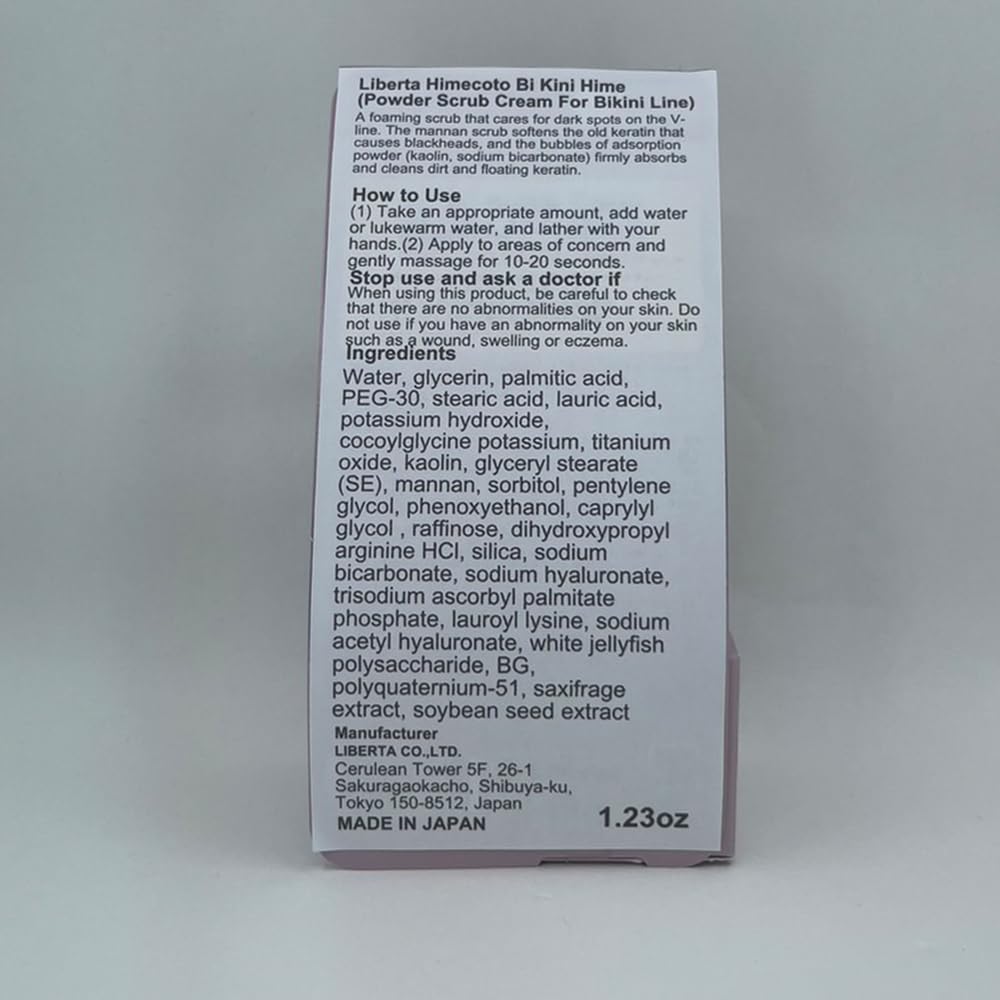 Liberta Himecoto Bi Kini Hime
(Powder Scrub Cream For Bikini Line)
A foaming scrub that cares for dark spots on the V-
line. The mannan scrub softens the old keratin that
causes blackheads, and the bubbles of adsorption
powder (kaolin, sodium bicarbonate) firmly absorbs
and cleans dirt and floating keratin.
How to Use
(1) Take an appropriate amount, add water
or lukewarm water, and lather with your
hands.(2) Apply to areas of concern and
gently massage for 10-20 seconds.
Stop use and ask a doctor if
When using this product, be careful to check
that there are no abnormalities on your skin. Do
not use if you have an abnormality on your skin
such as a wound, swelling or eczema.
Ingredients
Water, glycerin, palmitic acid,
PEG-30, stearic acid, lauric acid,
potassium hydroxide,
cocoylglycine potassium, titanium
oxide, kaolin, glyceryl stearate
(SE), mannan, sorbitol, pentylene
glycol, phenoxyethanol, caprylyl
glycol , raffinose, dihydroxypropyl
arginine HCl, silica, sodium
bicarbonate, sodium hyaluronate,
trisodium ascorbyl palmitate
phosphate, lauroyl lysine, sodium
acetyl hyaluronate, white jellyfish
polysaccharide, BG,
polyquaternium-51, saxifrage
extract, soybean seed extract
Manufacturer
LIBERTA CO.,LTD.
Cerulean Tower 5F, 26-1
Sakuragaokacho, Shibuya-ku,
Tokyo 150-8512, Japan
MADE IN JAPAN
1.23oz